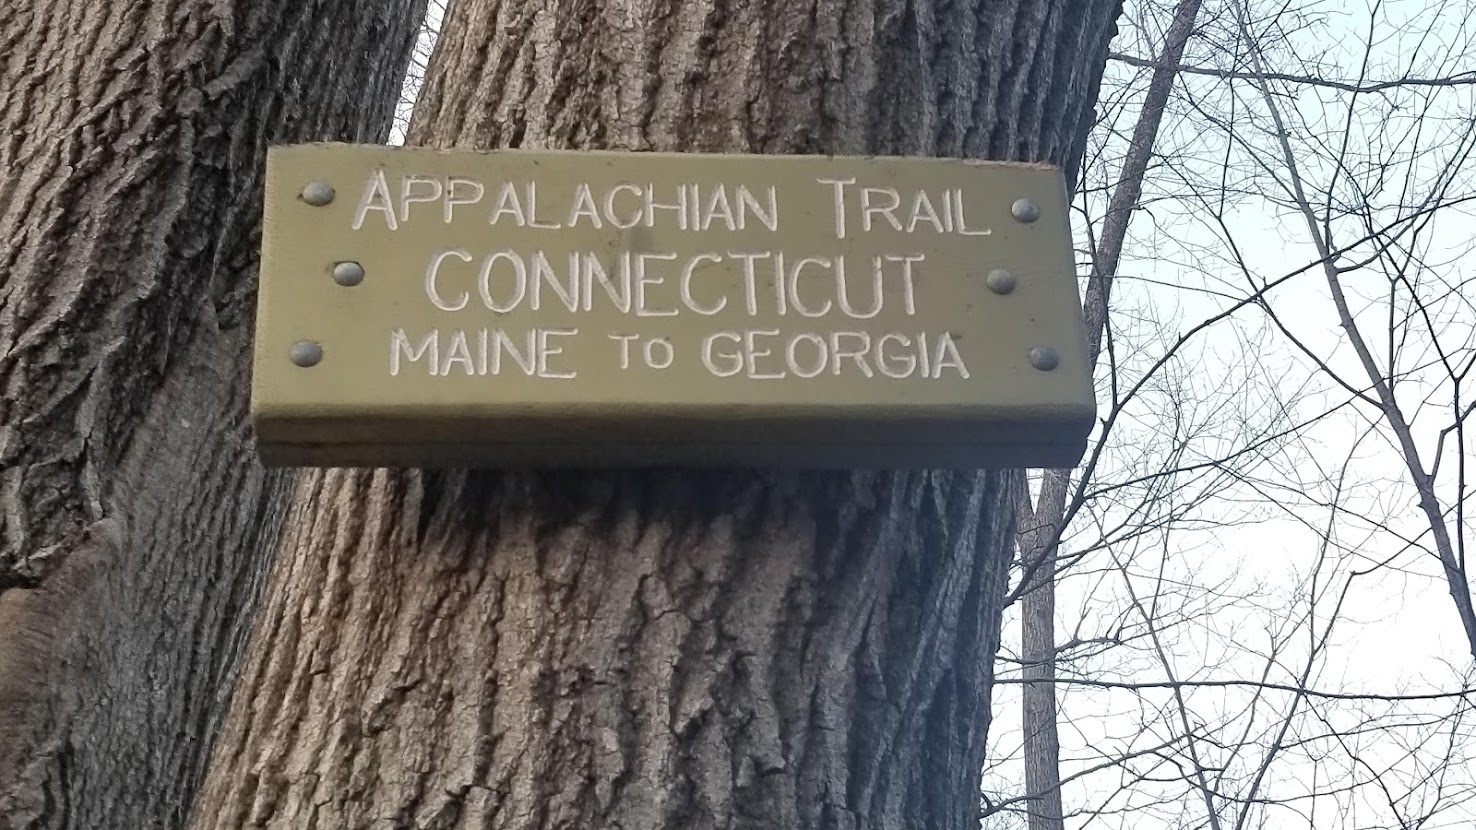 APPALACHIAN TRAIL
CONNECTICUT
MAINE TO GEORGIA